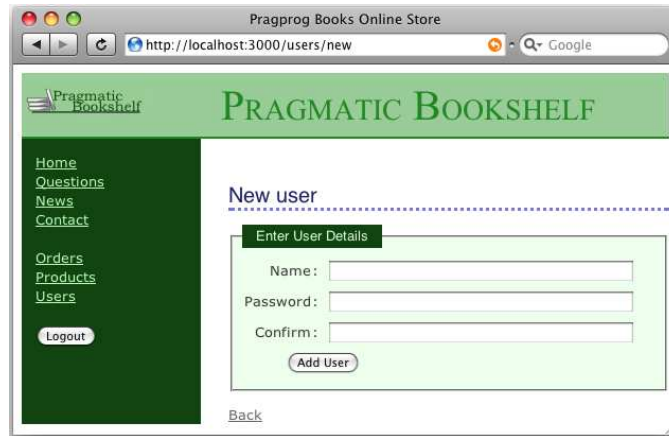 Pragprog Books Online Store
http://localhost:3000/users/new
Google
Pragmatic
Bookshelf
PRAGMATIC BOOKSHELF
Home
Questions
News
Contact
Orders
Products
Users
Logout
New user
Enter User Details
Name:
Password:
Confirm:
Add User
Back